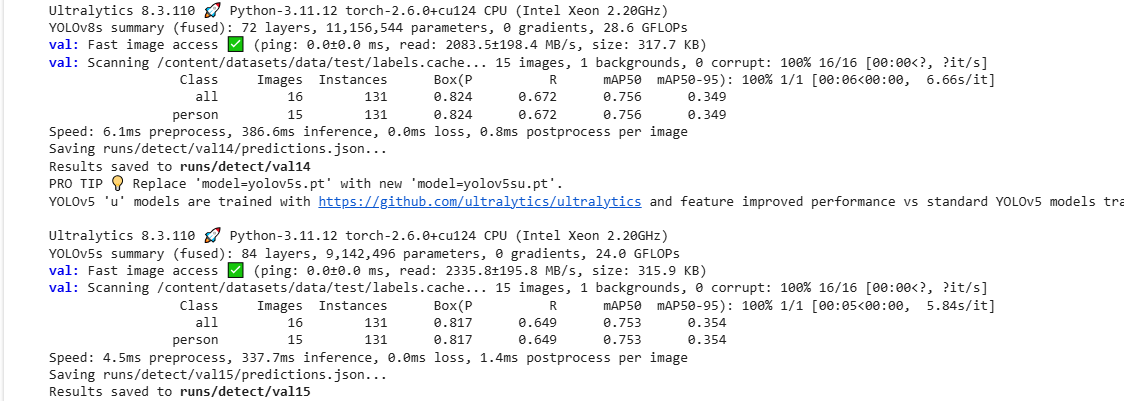 Ultralytics 8.3.110 🚀 Python-3.11.12 torch-2.6.0+cu124 CPU (Intel Xeon 2.20GHz)
YOLOv8s summary (fused): 72 layers, 11,156,544 parameters, 0 gradients, 28.6 GFLOPs
val: Fast image access ✅ (ping: 0.0±0.0 ms, read: 2083.5±198.4 MB/s, size: 317.7 KB)
val: Scanning /content/datasets/data/test/labels.cache... 15 images, 1 backgrounds, 0 corrupt: 100% 16/16 [00:00<?, ?it/s]
Class Images Instances Box(P R mAP50 mAP50-95): 100% 1/1 [00:06<00:00, 6.66s/it]
all 16 131 0.824 0.672 0.756 0.349
person 15 131 0.824 0.672 0.756 0.349
Speed: 6.1ms preprocess, 386.6ms inference, 0.0ms loss, 0.8ms postprocess per image
Saving runs/detect/val14/predictions.json...
Results saved to runs/detect/val14
PRO TIP 💡 Replace 'model=yolov5s.pt' with new 'model=yolov5su.pt'.
YOLOv5 'u' models are trained with https://github.com/ultralytics/ultralytics and feature improved performance vs standard YOLOv5 models tra
Ultralytics 8.3.110 🚀 Python-3.11.12 torch-2.6.0+cu124 CPU (Intel Xeon 2.20GHz)
YOLOv5s summary (fused): 84 layers, 9,142,496 parameters, 0 gradients, 24.0 GFLOPs
val: Fast image access ✅ (ping: 0.0±0.0 ms, read: 2335.8±195.8 MB/s, size: 315.9 KB)
val: Scanning /content/datasets/data/test/labels.cache... 15 images, 1 backgrounds, 0 corrupt: 100% 16/16 [00:00<?, ?it/s]
Class Images Instances Box(P R mAP50 mAP50-95): 100% 1/1 [00:05<00:00, 5.84s/it]
all 16 131 0.817 0.649 0.753 0.354
person 15 131 0.817 0.649 0.753 0.354
Speed: 4.5ms preprocess, 337.7ms inference, 0.0ms loss, 1.4ms postprocess per image
Saving runs/detect/val15/predictions.json...
Results saved to runs/detect/val15